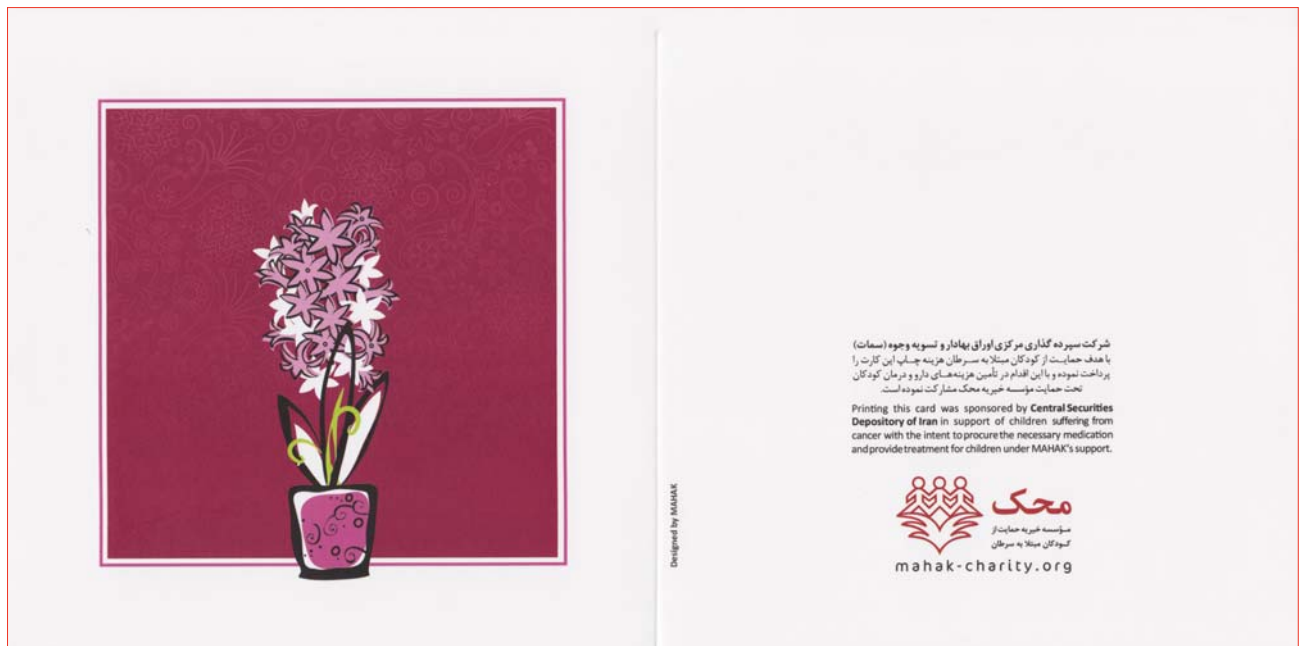 شرکت سپرده گذاری مرکزی اوراق بهادار و تسویه وجوه (سمات)
با هدف حمایت از کودکان مبتلا به سرطان هزینه چاپ این کارت را
پرداخت نموده و با این اقدام در تأمین هزینه‌های دارو و درمان کودکان
تحت حمایت مؤسسه خیریه محک مشارکت نموده است.
Printing this card was sponsored by Central Securities
Depository of Iran in support of children suffering from
cancer with the intent to procure the necessary medication
and provide treatment for children under MAHAK's support.
محک
مؤسسه خیریه حمایت از
کودکان مبتلا به سرطان
mahak-charity.org
Designed by MAHAK